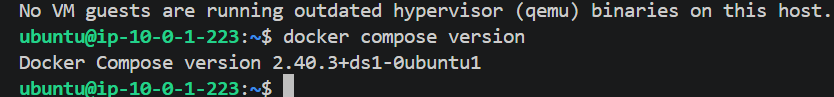 No VM guests are running outdated hypervisor (qemu) binaries on this host.
ubuntu@ip-10-0-1-223:~$ docker compose version
Docker Compose version 2.40.3+ds1-0ubuntu1
ubuntu@ip-10-0-1-223:~$